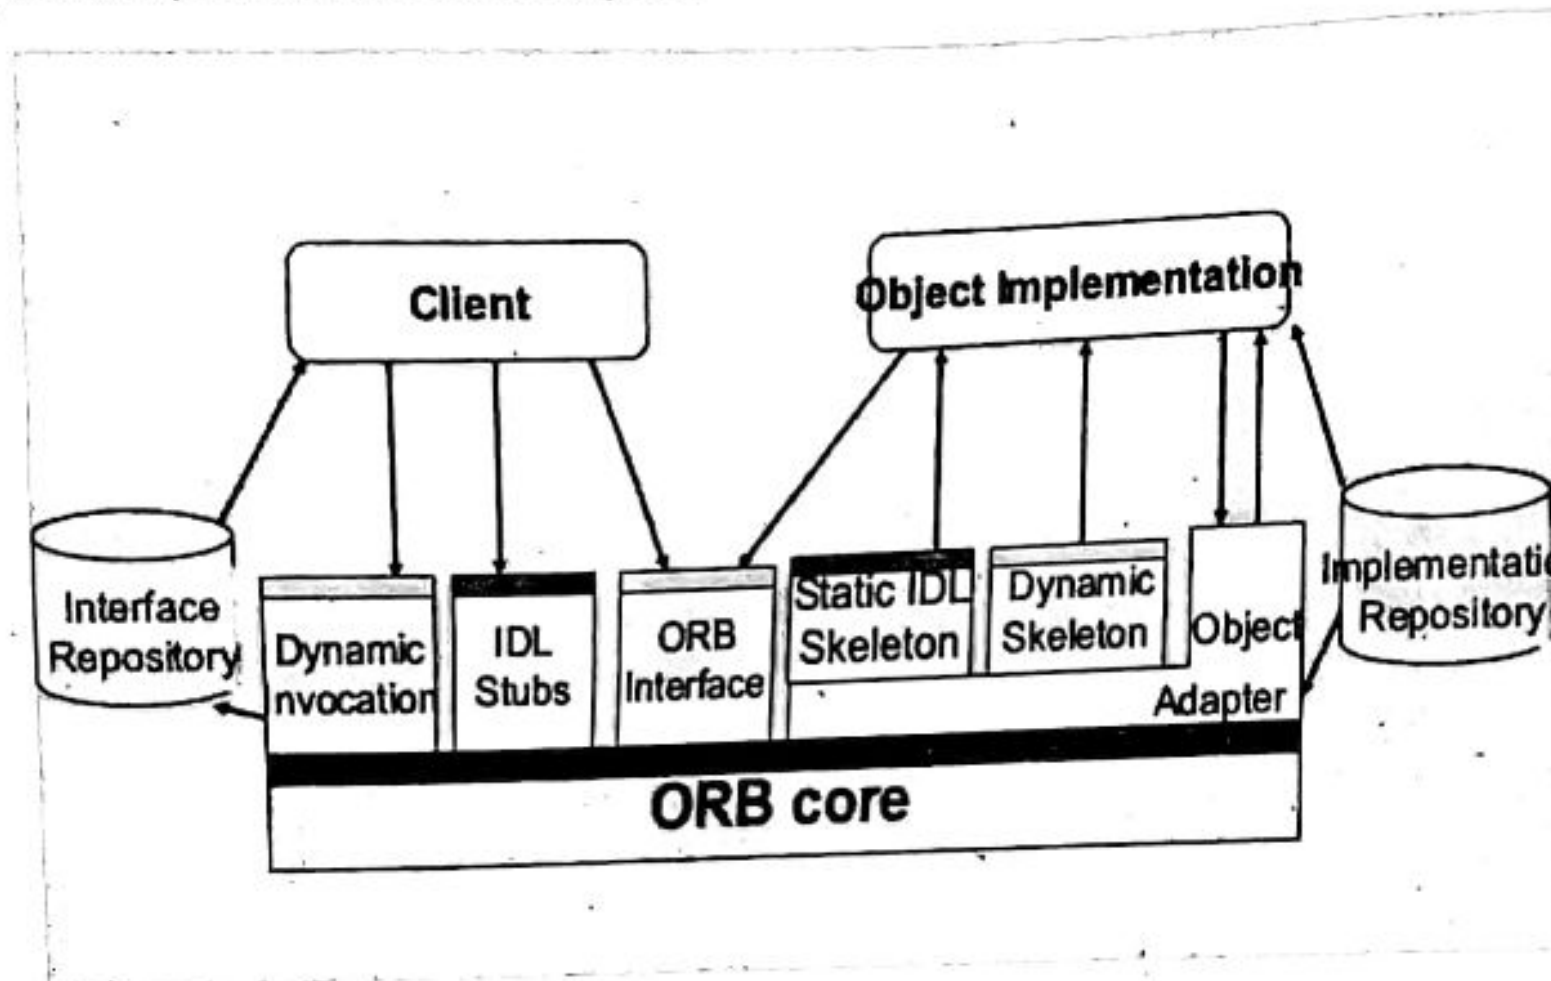 Client
Object Implementation
Interface
Repository
Dynamic
nvocation
IDL
Stubs
ORB
Interface
Static IDL
Skeleton
Dynamic
Skeleton
Object
Adapter
Implementatio
Repository
ORB core